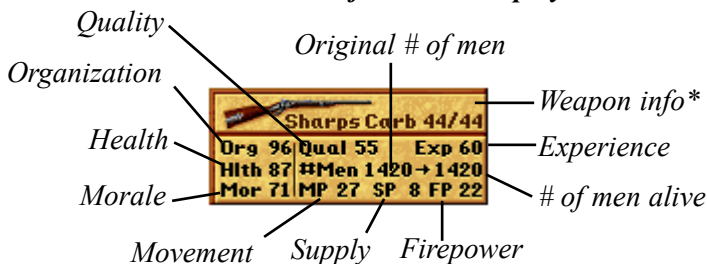 Quality
Original # of men
Organization
Weapon info*
Sharps Carb 44/44
Health
Org 96 Qual 55 Exp 60
Experience
Hlth 87 #Men 1420→1420
Morale
Mor 71 MP 27 SP 8 FP 22
# of men alive
Movement
Supply
Firepower